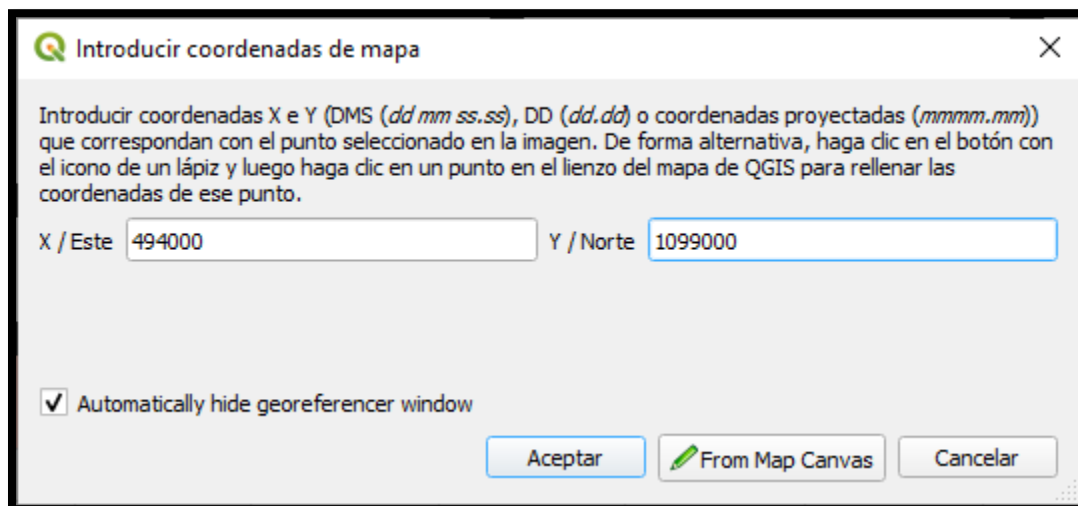 Introducir coordenadas de mapa
Introducir coordenadas X e Y (DMS (dd mm ss.ss), DD (dd.dd) o coordenadas proyectadas (mmmm.mm))
que correspondan con el punto seleccionado en la imagen. De forma alternativa, haga clic en el botón con
el icono de un lápiz y luego haga clic en un punto en el lienzo del mapa de QGIS para rellenar las
coordenadas de ese punto.
X / Este 494000 Y / Norte 1099000
Automatically hide georeferencer window
Aceptar From Map Canvas Cancelar